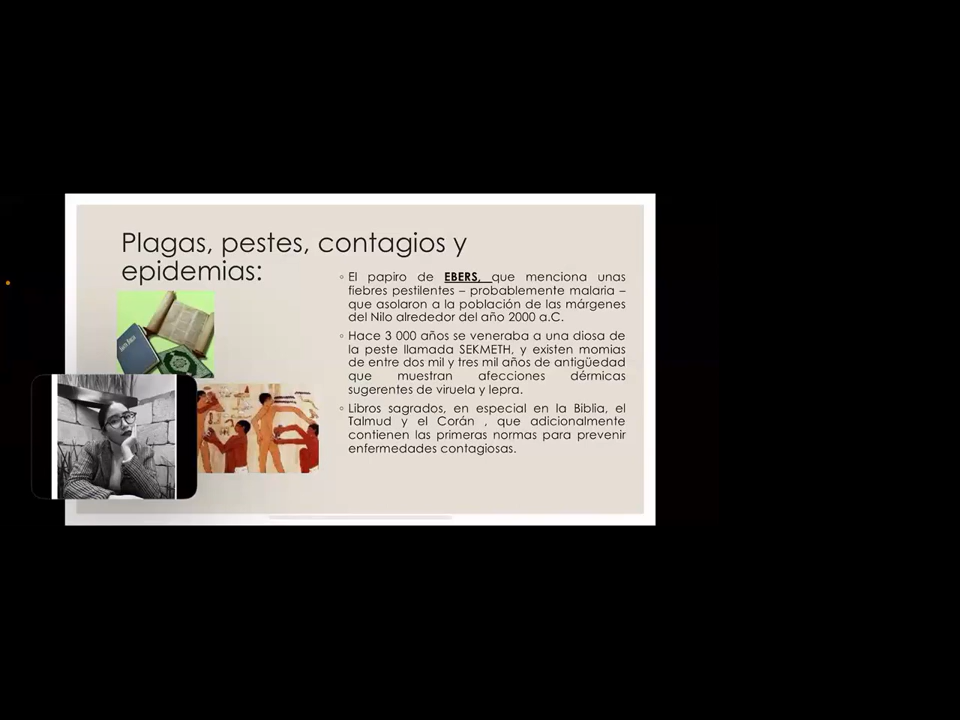 Plagas, pestes, contagios y
epidemias:
◦ El papiro de EBERS, que menciona unas
fiebres pestilentes – probablemente malaria –
que asolaron a la población de las márgenes
del Nilo alrededor del año 2000 a.C.
◦ Hace 3 000 años se veneraba a una diosa de
la peste llamada SEKMETH, y existen momias
de entre dos mil y tres mil años de antigüedad
que muestran afecciones dérmicas
sugerentes de viruela y lepra.
◦ Libros sagrados, en especial en la Biblia, el
Talmud y el Corán , que adicionalmente
contienen las primeras normas para prevenir
enfermedades contagiosas.